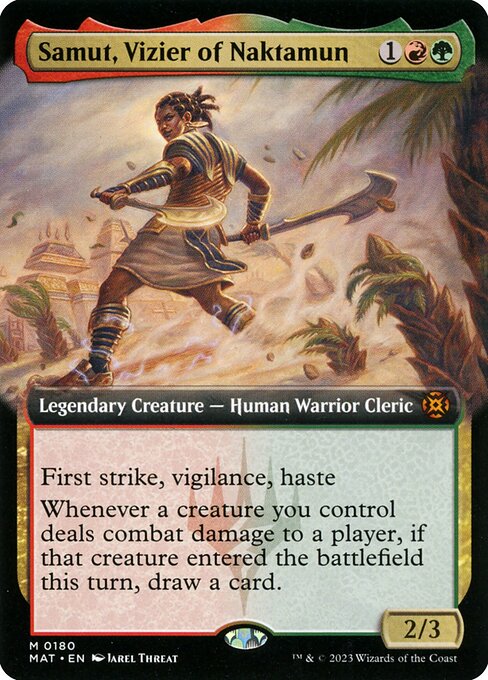 Samut, Vizier of Naktamun 1
Legendary Creature — Human Warrior Cleric
First strike, vigilance, haste
Whenever a creature you control
deals combat damage to a player, if
that creature entered the battlefield
this turn, draw a card.
2/3
M 0180
MAT • EN Jarel Threat
™ & © 2023 Wizards of the Coast